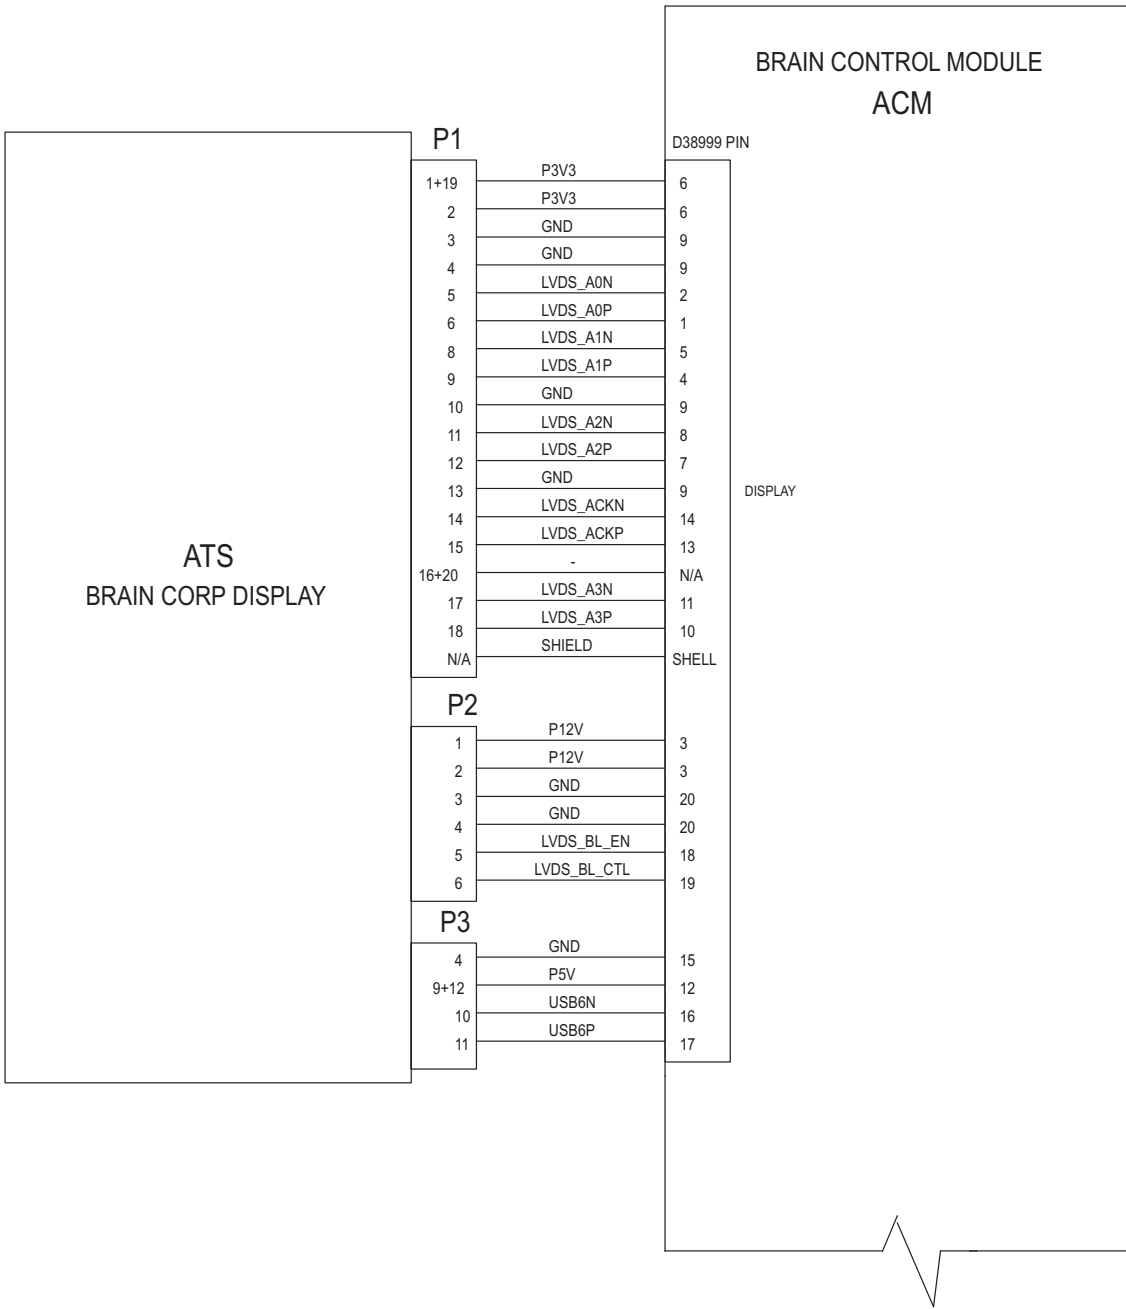 BRAIN CONTROL MODULE
ACM
P1
D38999 PIN
1+19 P3V3 6
2 P3V3 6
3 GND 9
4 GND 9
5 LVDS_A0N 2
6 LVDS_A0P 1
8 LVDS_A1N 5
9 LVDS_A1P 4
10 GND 9
11 LVDS_A2N 8
12 LVDS_A2P 7
13 GND 9
DISPLAY
14 LVDS_ACKN 14
15 LVDS_ACKP 13
16+20 - N/A
17 LVDS_A3N 11
18 LVDS_A3P 10
N/A SHIELD SHELL
ATS
BRAIN CORP DISPLAY
P2
1 P12V 3
2 P12V 3
3 GND 20
4 GND 20
5 LVDS_BL_EN 18
6 LVDS_BL_CTL 19
P3
4 GND 15
9+12 P5V 12
10 USB6N 16
11 USB6P 17